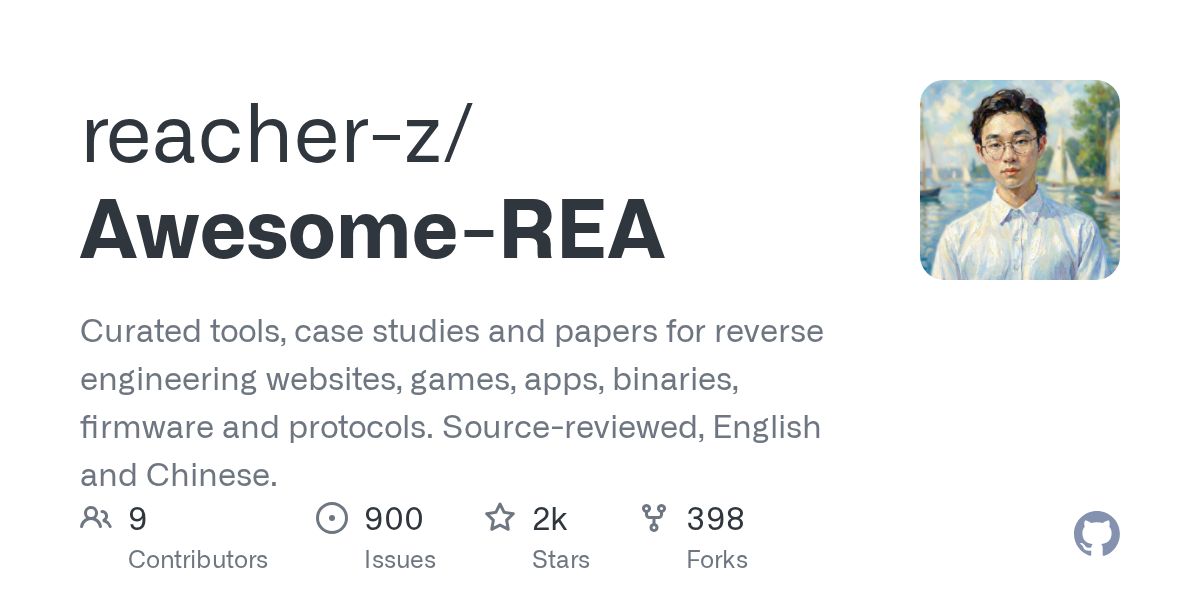 reacher-z/
Awesome-REA
Curated tools, case studies and papers for reverse
engineering websites, games, apps, binaries,
firmware and protocols. Source-reviewed, English
and Chinese.
9 900 2k 398
Contributors Issues Stars Forks